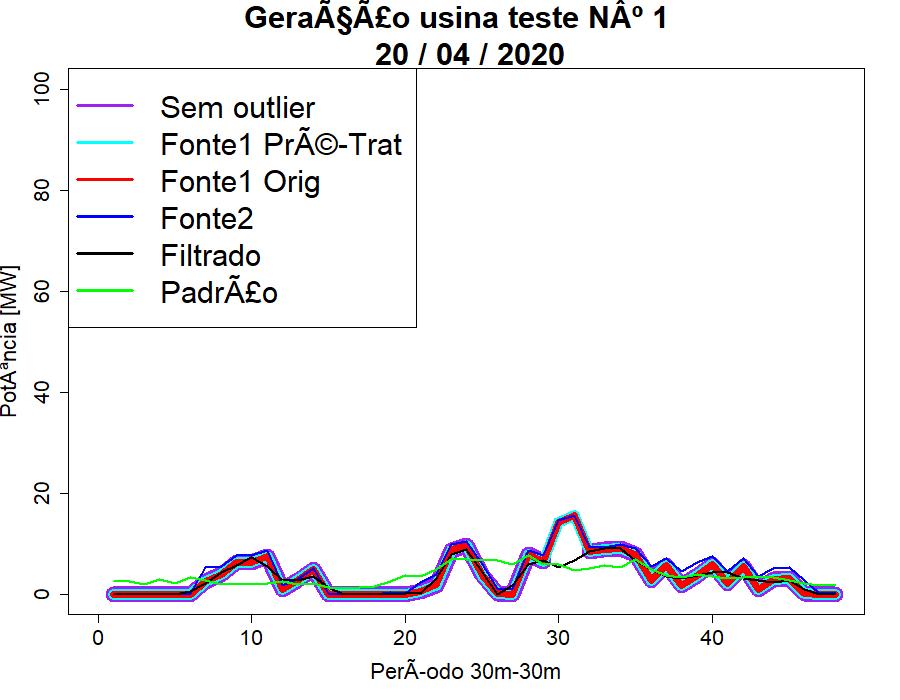 GeraÃ§Ã£o usina teste NÂº 1
20 / 04 / 2020
Sem outlier
Fonte1 PrÃ©-Trat
Fonte1 Orig
Fonte2
Filtrado
PadrÃ£o
PotÃªncia [MW]
100
80
60
40
20
0
0 10 20 30 40
PerÃ­-odo 30m-30m